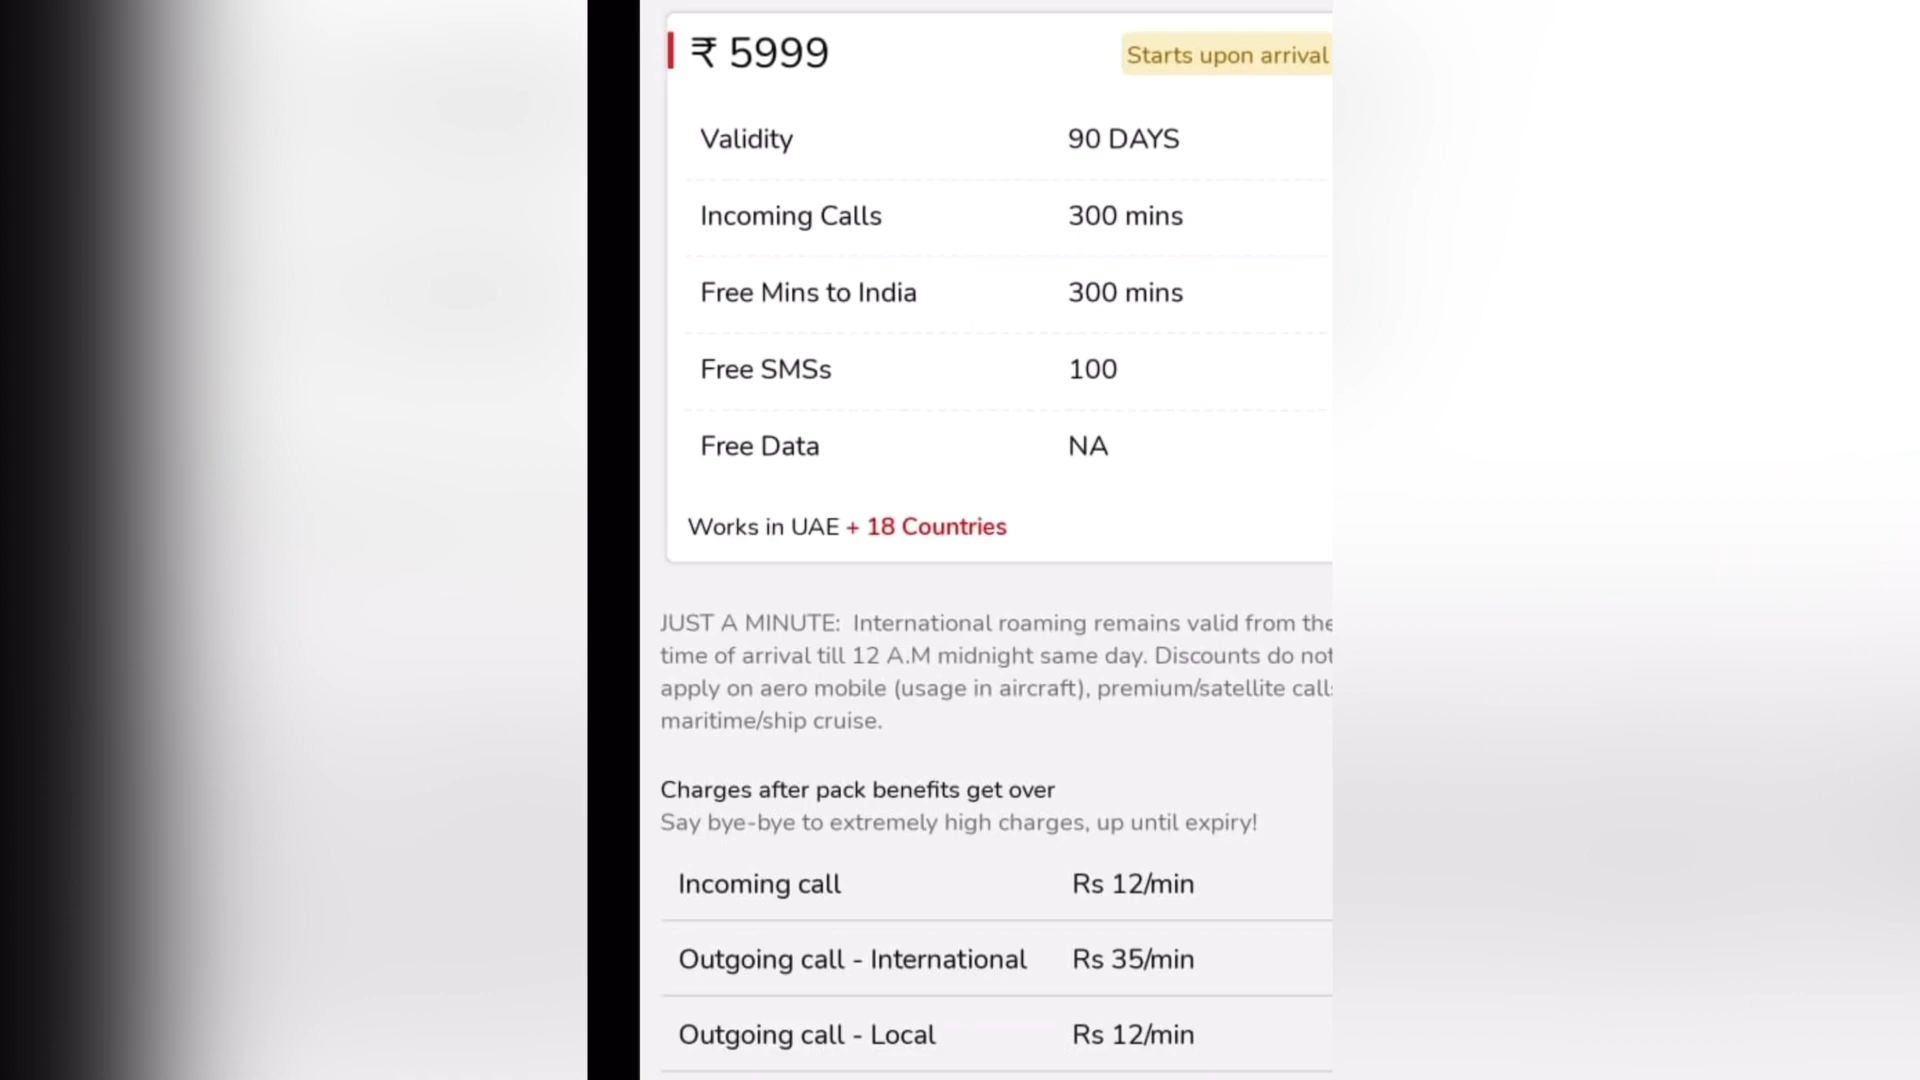 ₹ 5999 Starts upon arrival
Validity 90 DAYS
Incoming Calls 300 mins
Free Mins to India 300 mins
Free SMSs 100
Free Data NA
Works in UAE + 18 Countries
JUST A MINUTE: International roaming remains valid from the
time of arrival till 12 A.M midnight same day. Discounts do not
apply on aero mobile (usage in aircraft), premium/satellite calls
maritime/ship cruise.
Charges after pack benefits get over
Say bye-bye to extremely high charges, up until expiry!
Incoming call Rs 12/min
Outgoing call - International Rs 35/min
Outgoing call - Local Rs 12/min